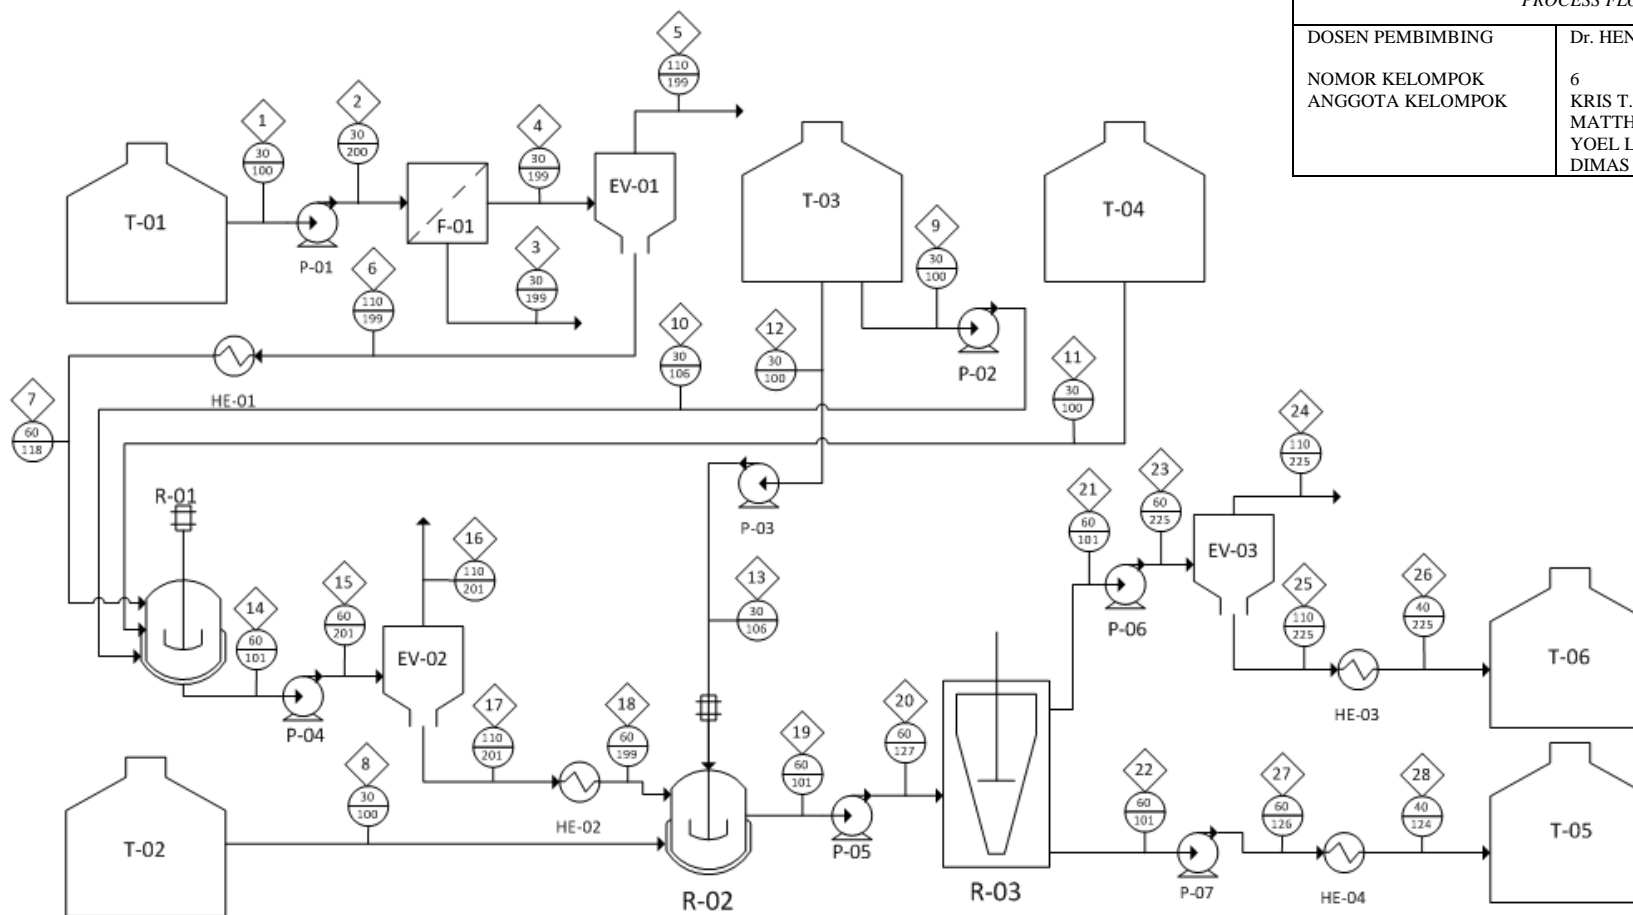 PROCESS FLO
DOSEN PEMBIMBING
Dr. HEN
NOMOR KELOMPOK
6
ANGGOTA KELOMPOK
KRIS T.
MATTH
YOEL L
DIMAS
5
110
199
2
30
200
1
30
100
4
30
199
EV-01
T-01
P-01
F-01
3
30
199
6
110
199
HE-01
T-03
T-04
9
30
100
P-02
10
30
106
12
30
100
11
30
100
7
60
118
R-01
P-03
24
110
225
23
60
225
21
60
101
EV-03
P-06
16
110
201
15
60
201
14
60
101
EV-02
P-04
13
30
106
25
110
225
26
40
225
T-06
HE-03
17
110
201
18
60
199
HE-02
8
30
100
T-02
R-02
19
60
101
20
60
127
P-05
R-03
22
60
101
P-07
27
60
126
28
40
124
HE-04
T-05